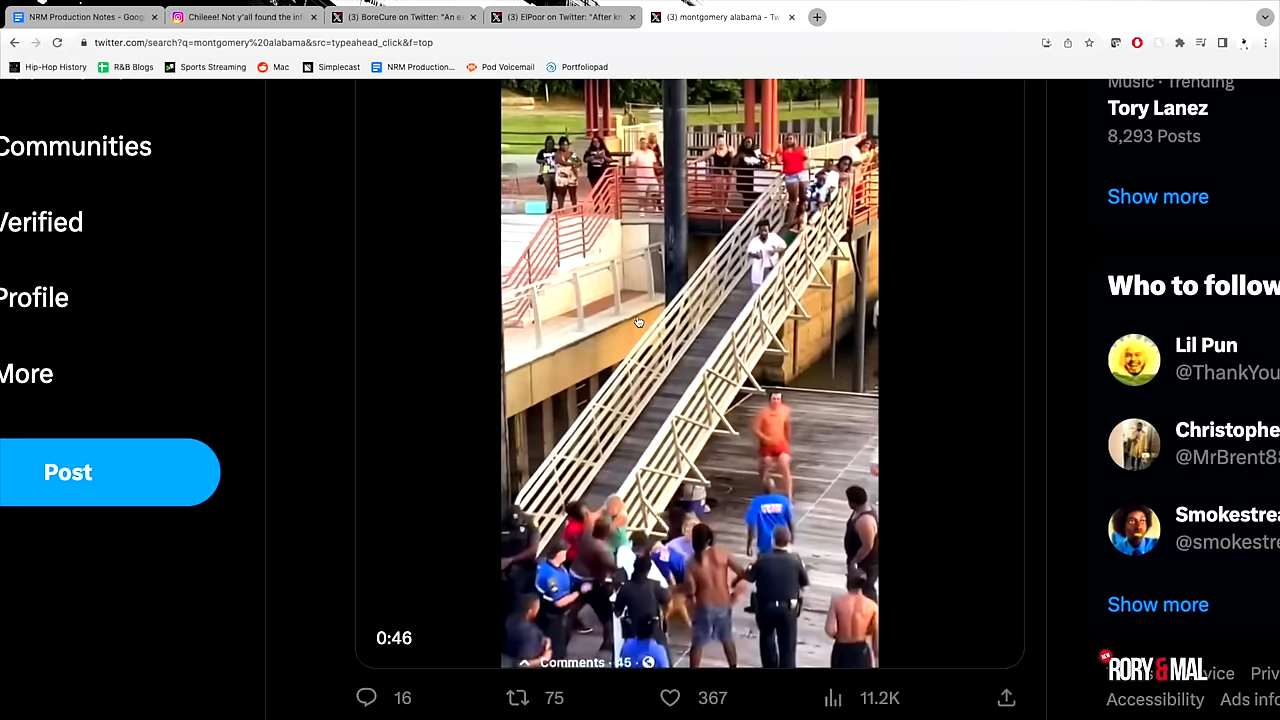 NRM Production Notes - Goog
Chileee! Not y'all found the inf
(3) BoreCure on Twitter: "An e
(3) ElPoor on Twitter: "After kn
(3) montgomery alabama - Tw
twitter.com/search?q=montgomery%20alabama&src=typeahead_click&f=top
Hip-Hop History
R&B Blogs
Sports Streaming
Mac
Simplecast
NRM Production...
Pod Voicemail
Portfoliopad
Communities
Verified
Profile
More
Post
Music · Trending
Tory Lanez
8,293 Posts
Show more
Who to follow
Lil Pun
@ThankYou
Christophe
@MrBrent8
Smokestre
@smokestre
Show more
0:46
Comments · 45 ·
16
75
367
11.2K
NEW
RORY & MAL
vice Priv
Accessibility Ads info